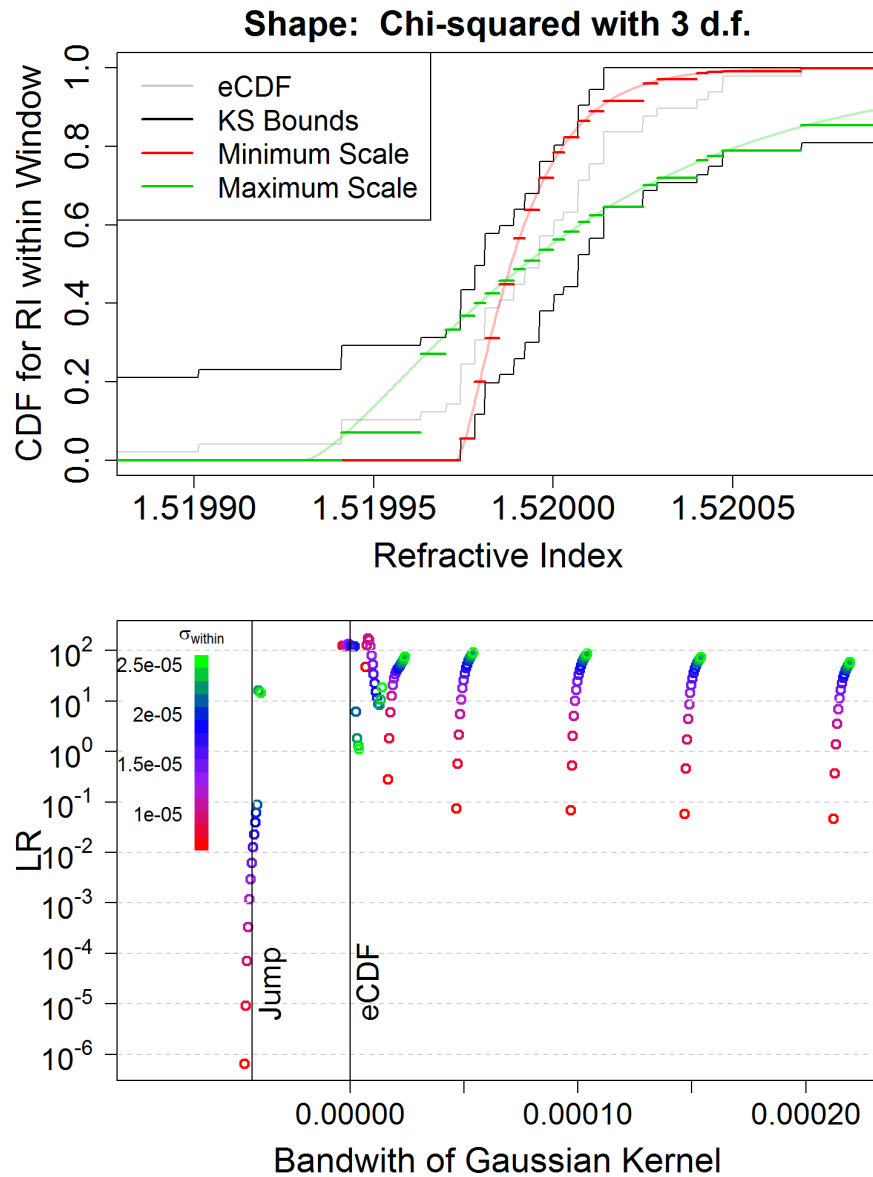 Shape: Chi-squared with 3 d.f.
CDF for RI within Window
1.0
0.8
0.6
0.4
0.2
0.0
eCDF
KS Bounds
Minimum Scale
Maximum Scale
1.51990
1.51995
1.52000
1.52005
Refractive Index
LR
10^2
10^1
10^0
10^-1
10^-2
10^-3
10^-4
10^-5
10^-6
σwithin
2.5e-05
2e-05
1.5e-05
1e-05
Jump
eCDF
0.00000
0.00010
0.00020
Bandwith of Gaussian Kernel